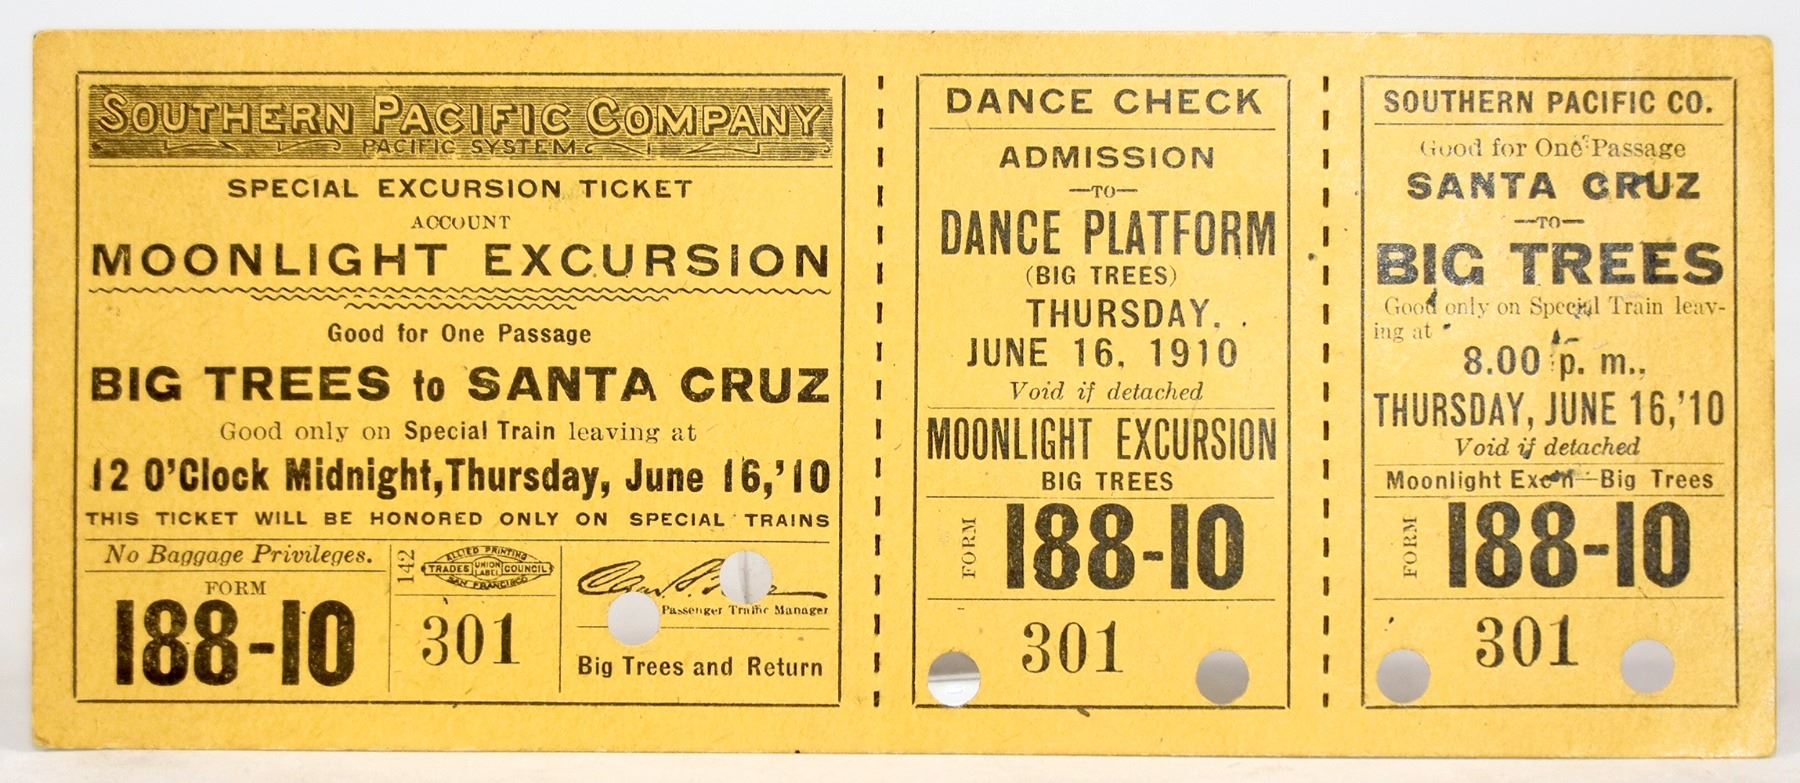 SOUTHERN PACIFIC COMPANY
PACIFIC SYSTEM
SPECIAL EXCURSION TICKET
ACCOUNT
MOONLIGHT EXCURSION
Good for One Passage
BIG TREES to SANTA CRUZ
Good only on Special Train leaving at
12 O'Clock Midnight, Thursday, June 16, '10
THIS TICKET WILL BE HONORED ONLY ON SPECIAL TRAINS
No Baggage Privileges.
FORM
188-10
142
ALLIED PRINTING
TRADES UNION LABEL COUNCIL
SAN FRANCISCO
301
Passenger Traffic Manager
Big Trees and Return
DANCE CHECK
ADMISSION
—TO—
DANCE PLATFORM
(BIG TREES)
THURSDAY,
JUNE 16, 1910
Void if detached
MOONLIGHT EXCURSION
BIG TREES
FORM
188-10
301
SOUTHERN PACIFIC CO.
Good for One Passage
SANTA CRUZ
—TO—
BIG TREES
Good only on Special Train leav-
ing at
8.00 p. m.,
THURSDAY, JUNE 16, '10
Void if detached
Moonlight Exc'n—Big Trees
FORM
188-10
301